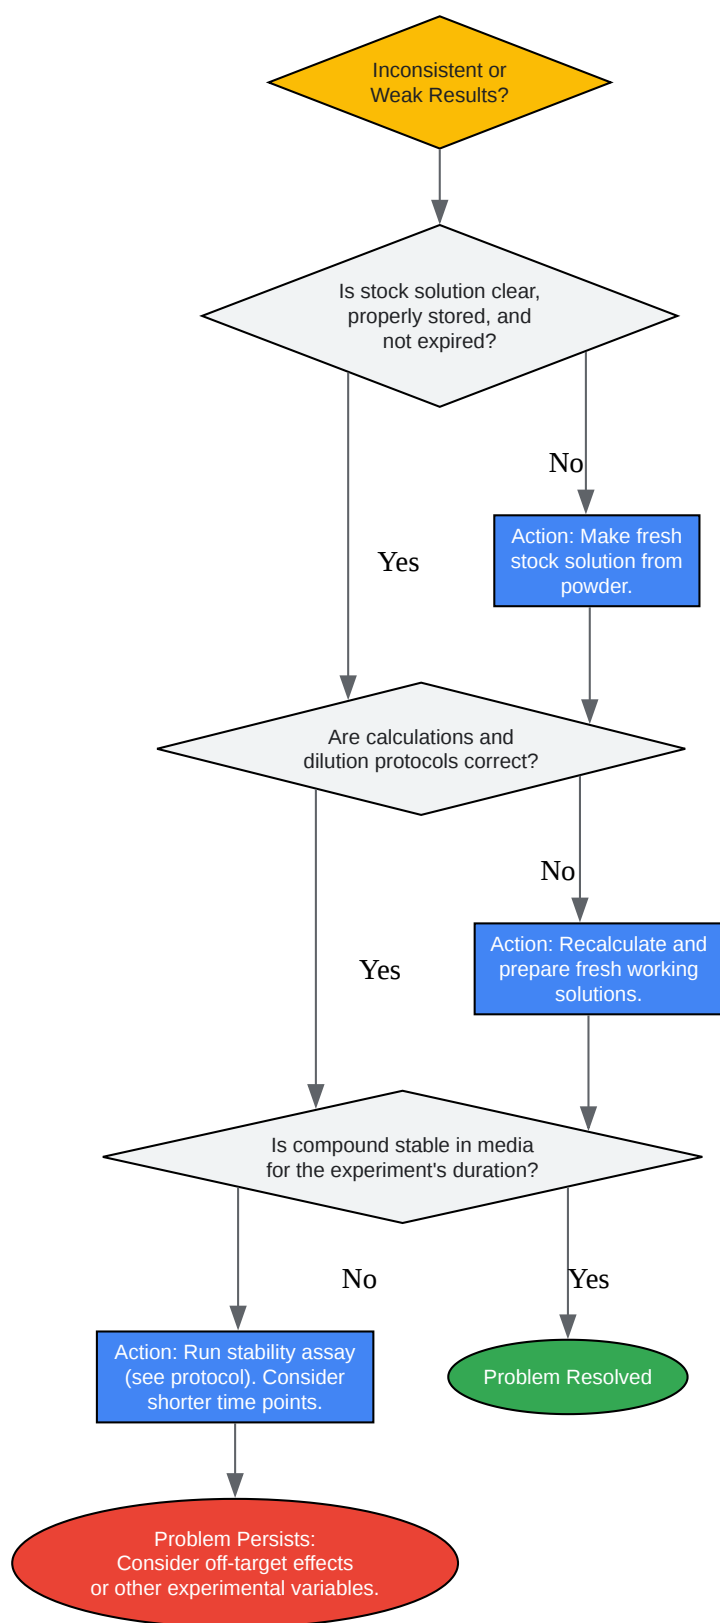 Inconsistent or
Weak Results?
Is stock solution clear,
properly stored, and
not expired?
No
Action: Make fresh
stock solution from
powder.
Yes
Are calculations and
dilution protocols correct?
No
Action: Recalculate and
prepare fresh working
solutions.
Yes
Is compound stable in media
for the experiment's duration?
No
Yes
Action: Run stability assay
(see protocol). Consider
shorter time points.
Problem Resolved
Problem Persists:
Consider off-target effects
or other experimental variables.